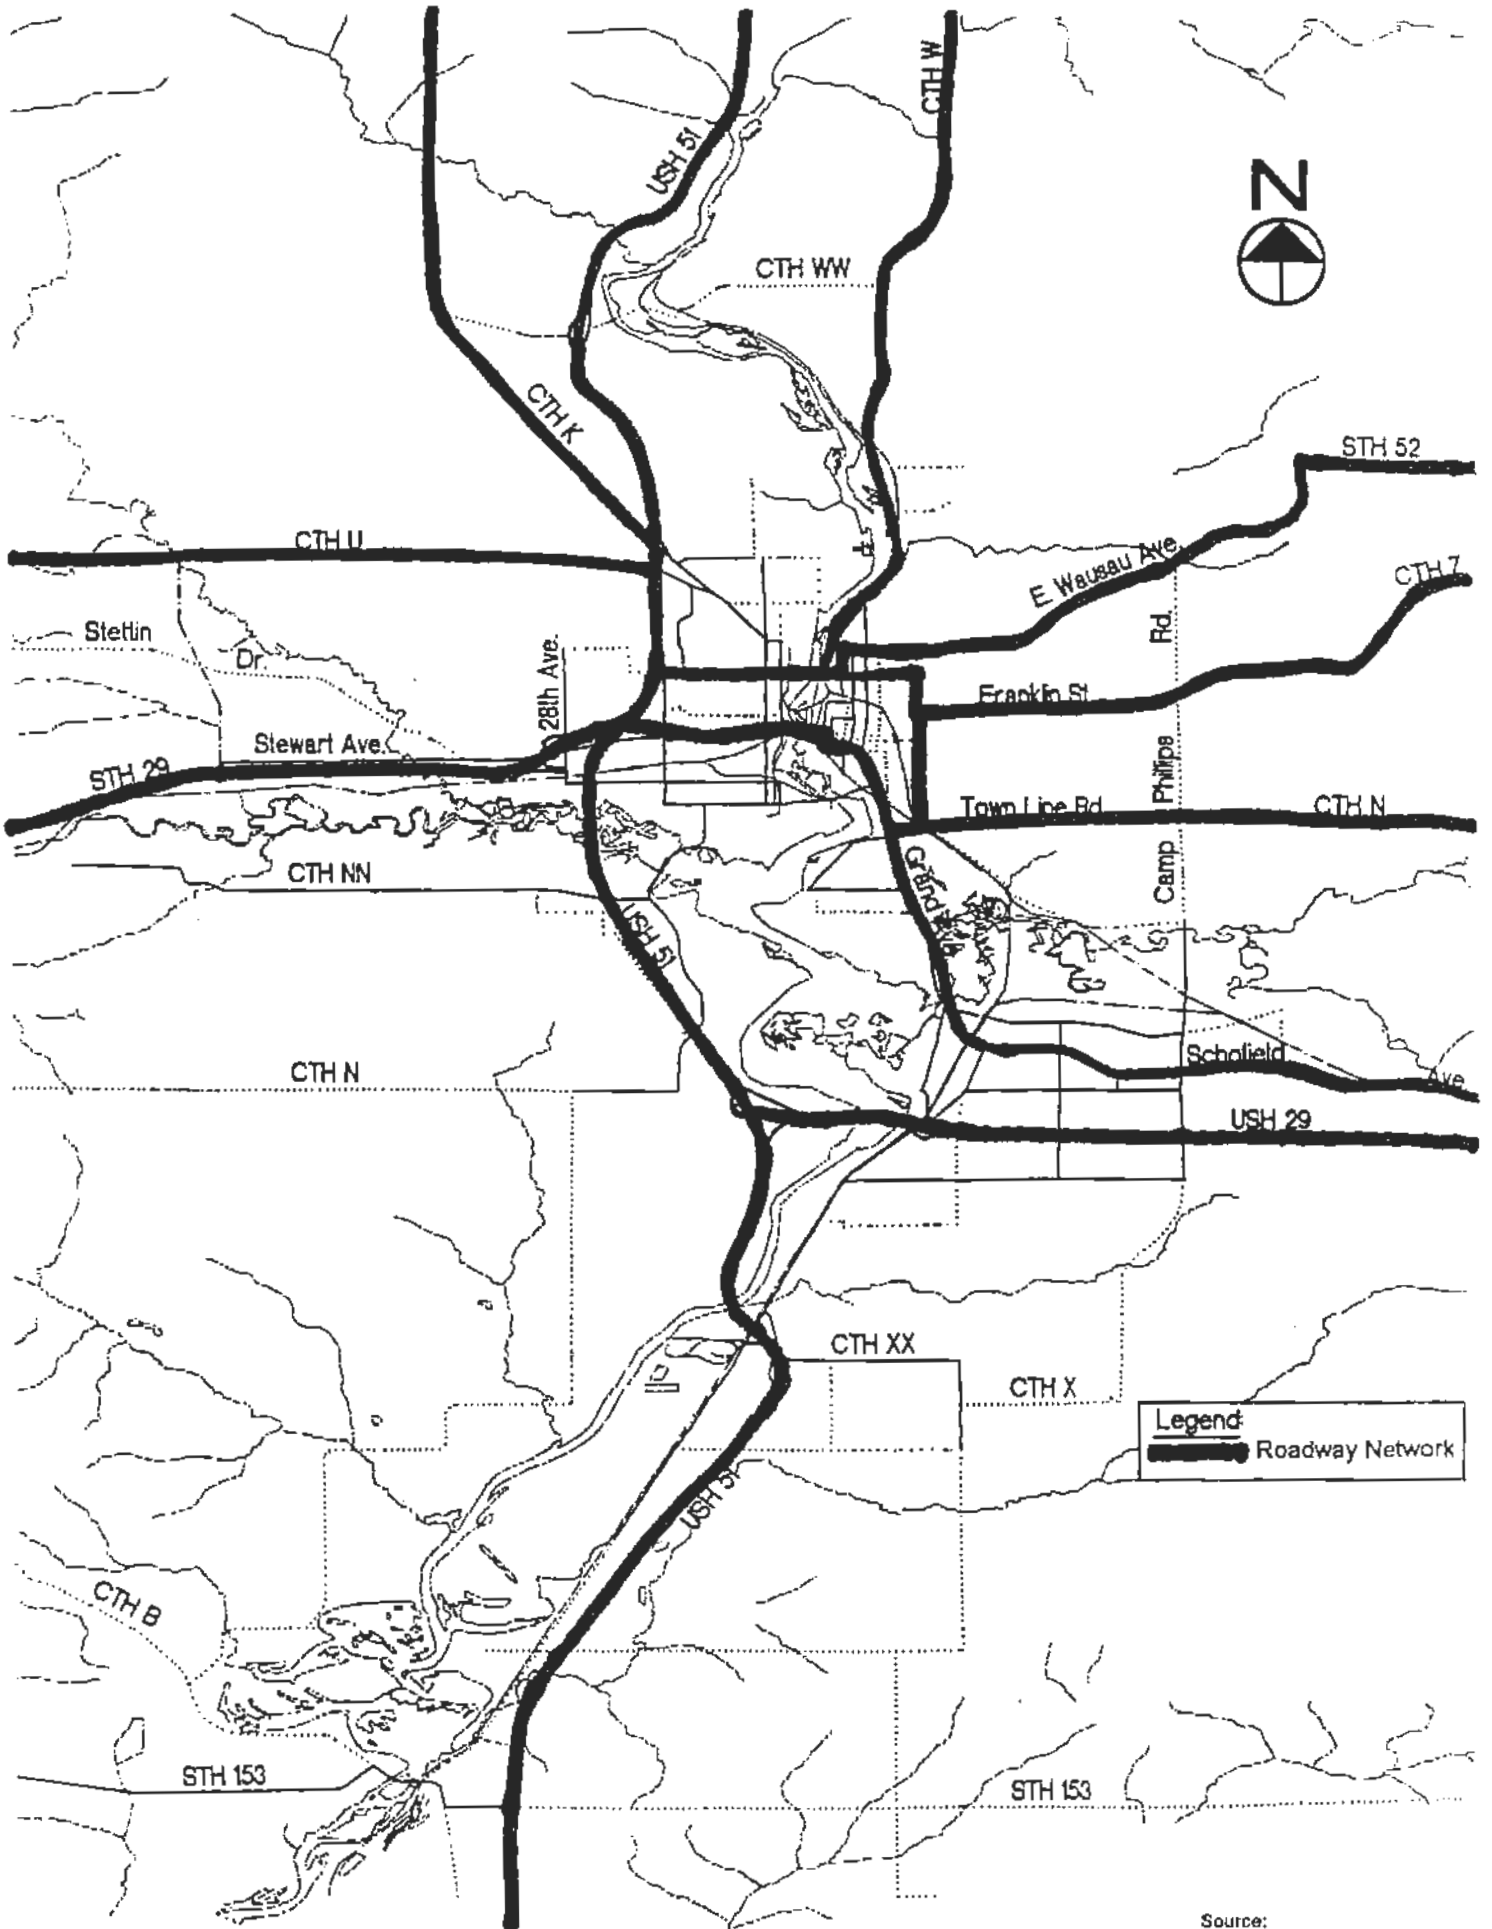 CTH W
USH 51
N
CTH WW
CTH K
STH 52
CTH U
E. Wausau Ave.
CTH Z
Stettin
Dr.
28th Ave.
Rd.
Franklin St.
Stewart Ave.
STH 29
Phillips
Town Line Rd.
CTH N
CTH NN
Camp
Grand Ave
USH 51
CTH N
Schofield
Ave
USH 29
CTH XX
CTH X
Legend
Roadway Network
USH 51
CTH B
STH 153
STH 153
Source: